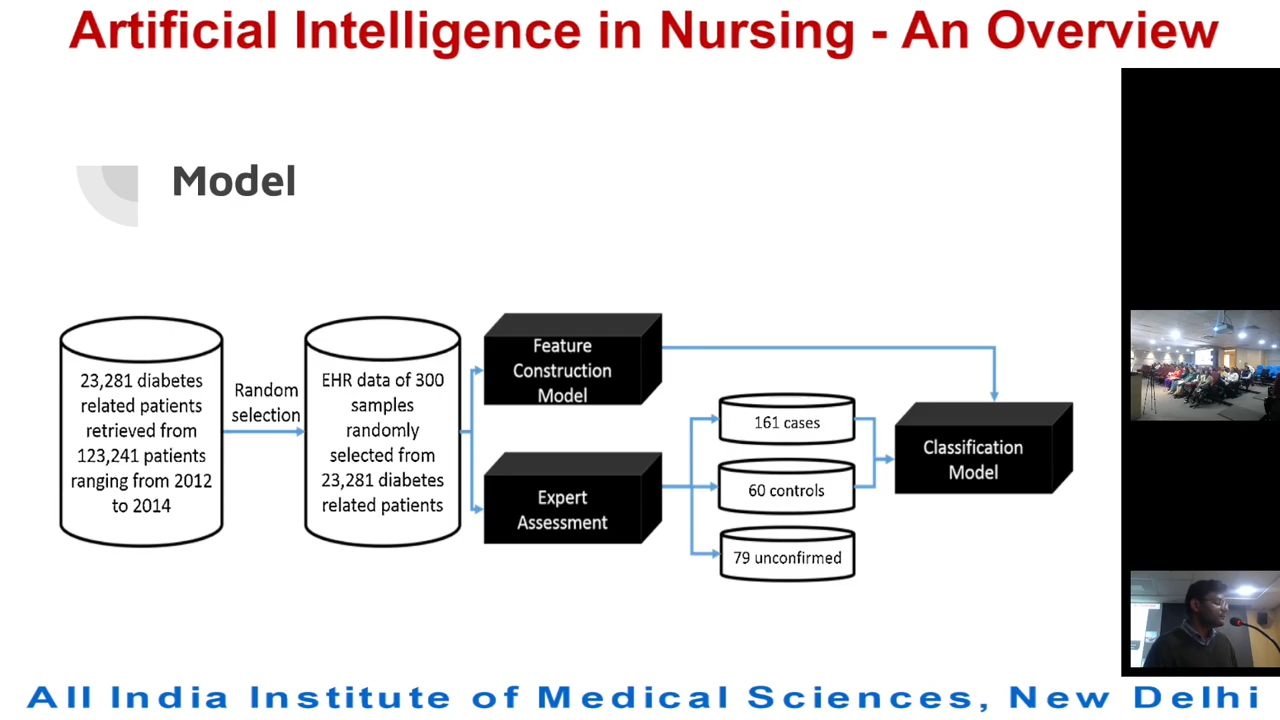 Artificial Intelligence in Nursing - An Overview
Model
23,281 diabetes
related patients
retrieved from
123,241 patients
ranging from 2012
to 2014
Random
selection
EHR data of 300
samples
randomly
selected from
23,281 diabetes
related patients
Feature
Construction
Model
Expert
Assessment
161 cases
60 controls
79 unconfirmed
Classification
Model
All India Institute of Medical Sciences, New Delhi